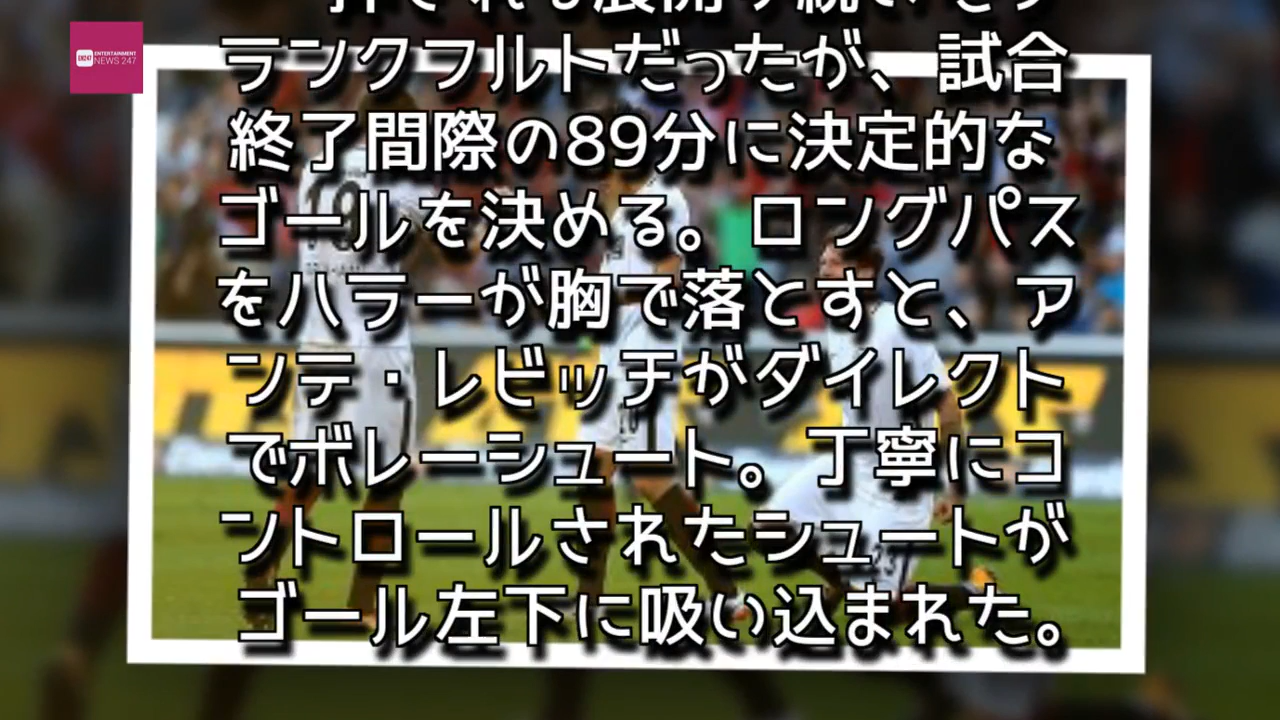 ENTERTAINMENT
NEWS 247
ランクフルトだったが、試合
終了間際の89分に決定的な
ゴールを決める。ロングパス
をハラーが胸で落とすと、ア
ンテ・レビッチがダイレクト
でボレーシュート。丁寧にコ
ントロールされたシュートが
ゴール左下に吸い込まれた。
19
23